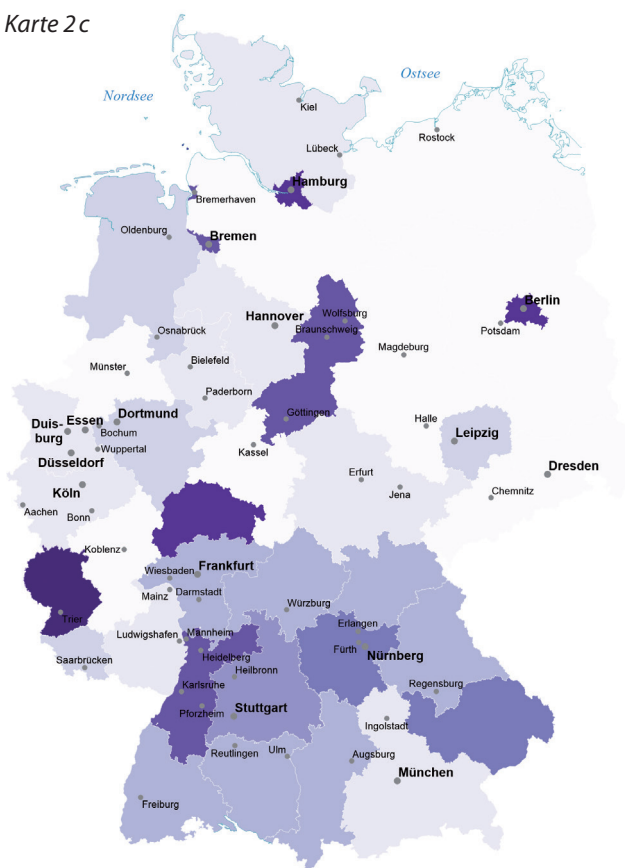 Karte 2 c
Ostsee
Nordsee
Kiel
Rostock
Lübeck
Hamburg
Bremerhaven
Oldenburg
Bremen
Berlin
Wolfsburg
Hannover
Braunschweig
Potsdam
Osnabrück
Magdeburg
Münster
Bielefeld
Paderborn
Göttingen
Dortmund
Duis-
burg
Essen
Bochum
Halle
Leipzig
Wuppertal
Kassel
Düsseldorf
Dresden
Erfurt
Köln
Jena
Chemnitz
Aachen
Bonn
Koblenz
Frankfurt
Wiesbaden
Mainz
Darmstadt
Würzburg
Trier
Erlangen
Ludwigshafen
Mannheim
Fürth
Nürnberg
Heidelberg
Saarbrücken
Heilbronn
Karlsruhe
Regensburg
Pforzheim
Stuttgart
Ingolstadt
Reutlingen
Ulm
Augsburg
München
Freiburg